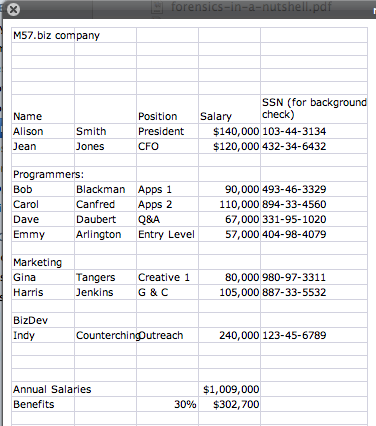 forensics-in-a-nutshell.pdf
M57.biz company
SSN (for background check)
Name Position Salary
Alison Smith President $140,000 103-44-3134
Jean Jones CFO $120,000 432-34-6432
Programmers:
Bob Blackman Apps 1 90,000 493-46-3329
Carol Canfred Apps 2 110,000 894-33-4560
Dave Daubert Q&A 67,000 331-95-1020
Emmy Arlington Entry Level 57,000 404-98-4079
Marketing
Gina Tangers Creative 1 80,000 980-97-3311
Harris Jenkins G & C 105,000 887-33-5532
BizDev
Indy Counterching Outreach 240,000 123-45-6789
Annual Salaries $1,009,000
Benefits 30% $302,700